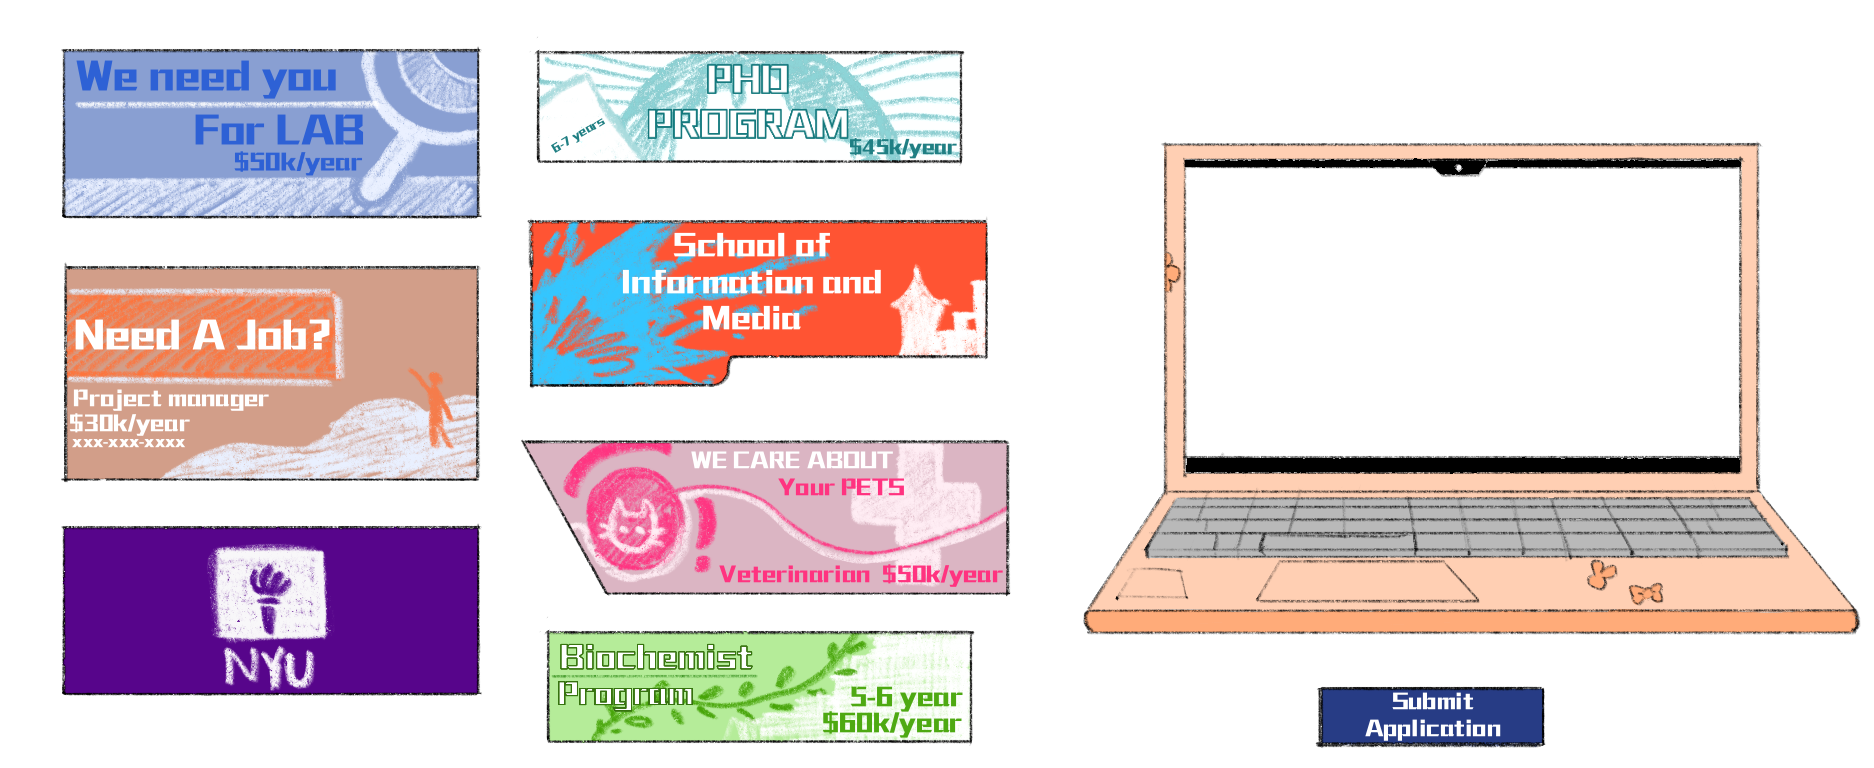 We need you
For LAB
$50k/year
Need A Job?
Project manager
$30k/year
xxx-xxx-xxxx
NYU
PHD
PROGRAM
6-7 years
$45k/year
School of
Information and
Media
WE CARE ABOUT
Your PETS
Veterinarian $50k/year
Biochemist
Program
5-6 year
$60k/year
Submit
Application